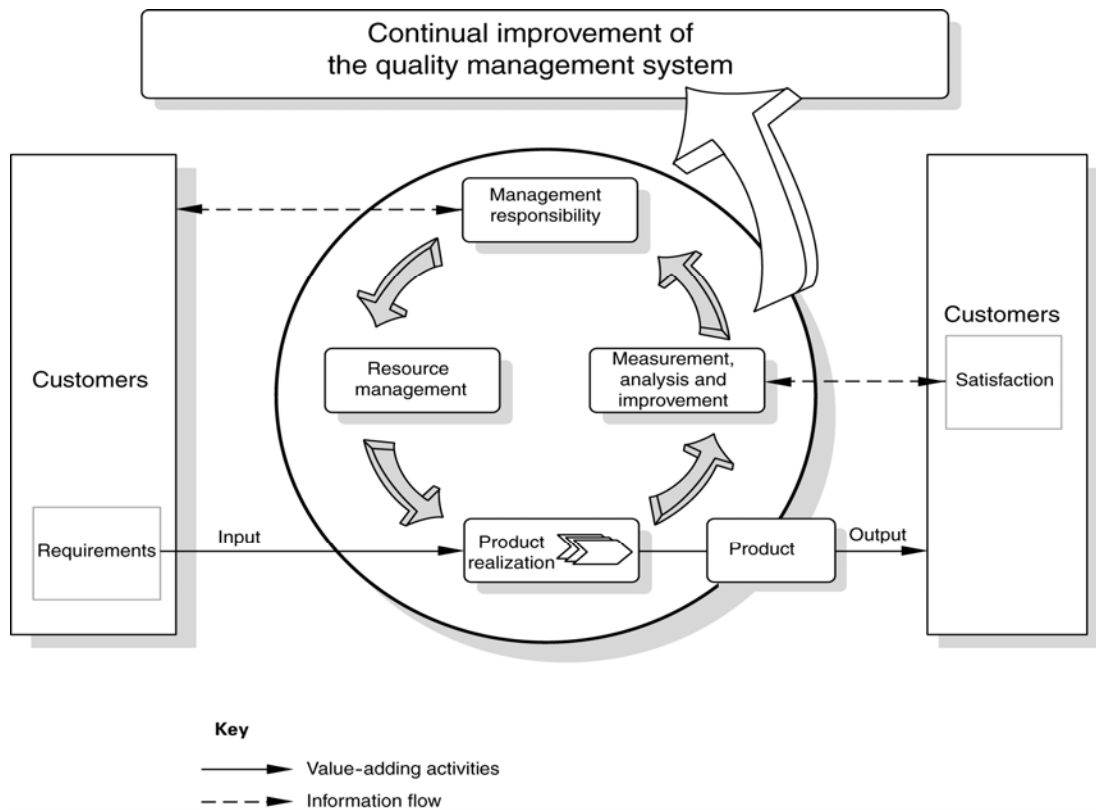 Continual improvement of
the quality management system
Management
responsibility
Customers
Resource
management
Measurement,
analysis and
improvement
Customers
Satisfaction
Requirements
Input
Product
realization
Product
Output
Key
Value-adding activities
Information flow